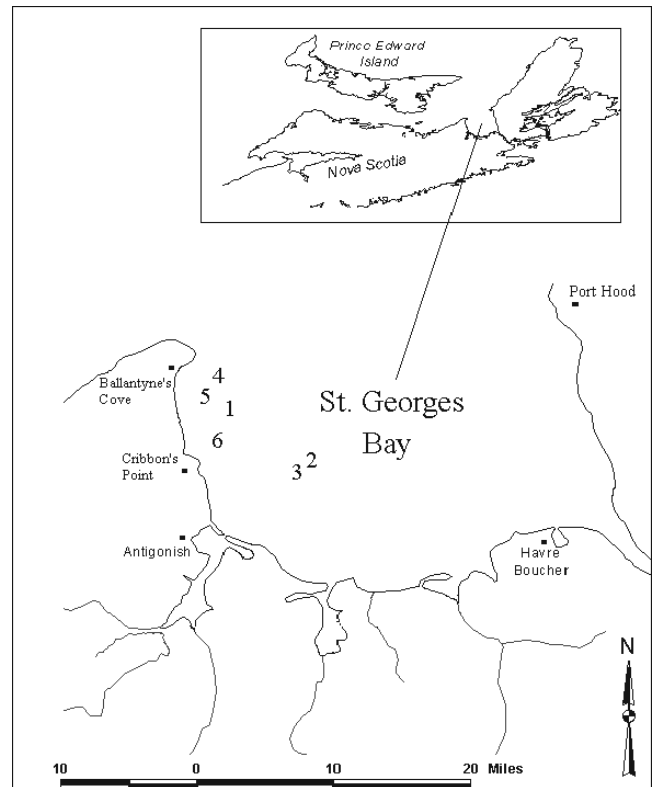 Prince Edward
Island
Nova Scotia
Port Hood
Ballantyne's
Cove
4
5
1
St. Georges
Bay
6
2
3
Cribbon's
Point
Antigonish
Havre
Boucher
N
10 0 10 20 Miles